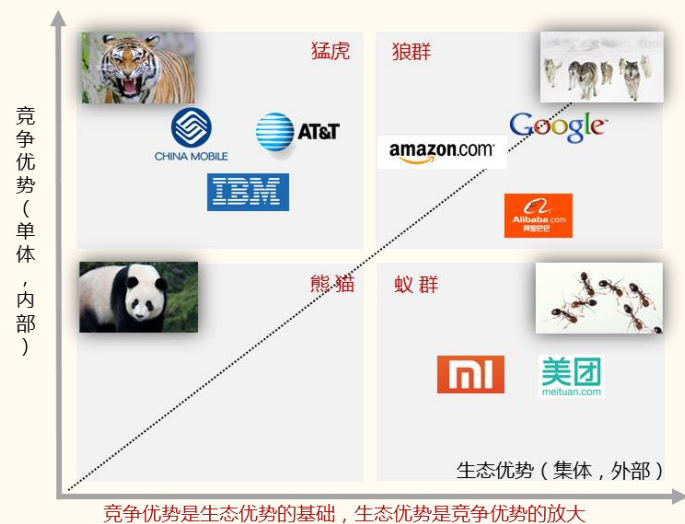 竞争优势(单体,内部)
猛虎
狼群
CHINA MOBILE
AT&T
IBM
amazon.com
Google
Alibaba.com
阿里巴巴
熊猫
蚁群
mi
美团
meituan.com
生态优势(集体,外部)
竞争优势是生态优势的基础,生态优势是竞争优势的放大